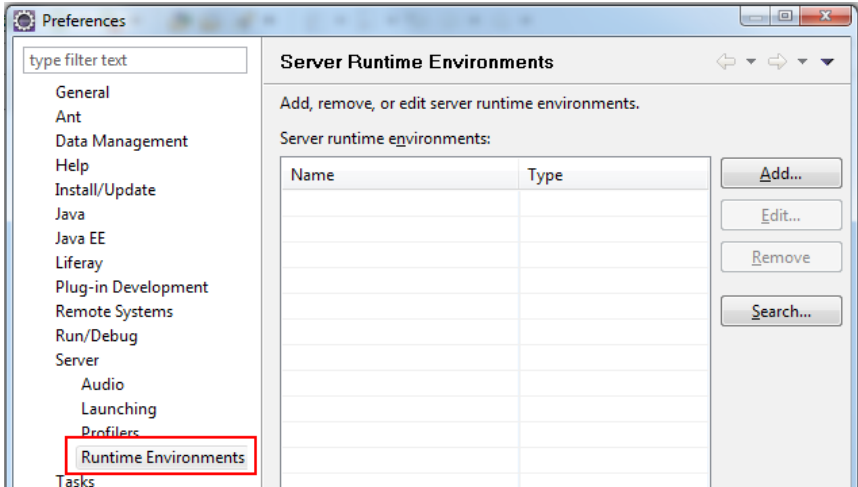 Preferences
type filter text
General
Ant
Data Management
Help
Install/Update
Java
Java EE
Liferay
Plug-in Development
Remote Systems
Run/Debug
Server
Audio
Launching
Profilers
Runtime Environments
Tasks
Server Runtime Environments
Add, remove, or edit server runtime environments.
Server runtime environments:
Name Type
Add...
Edit...
Remove
Search...